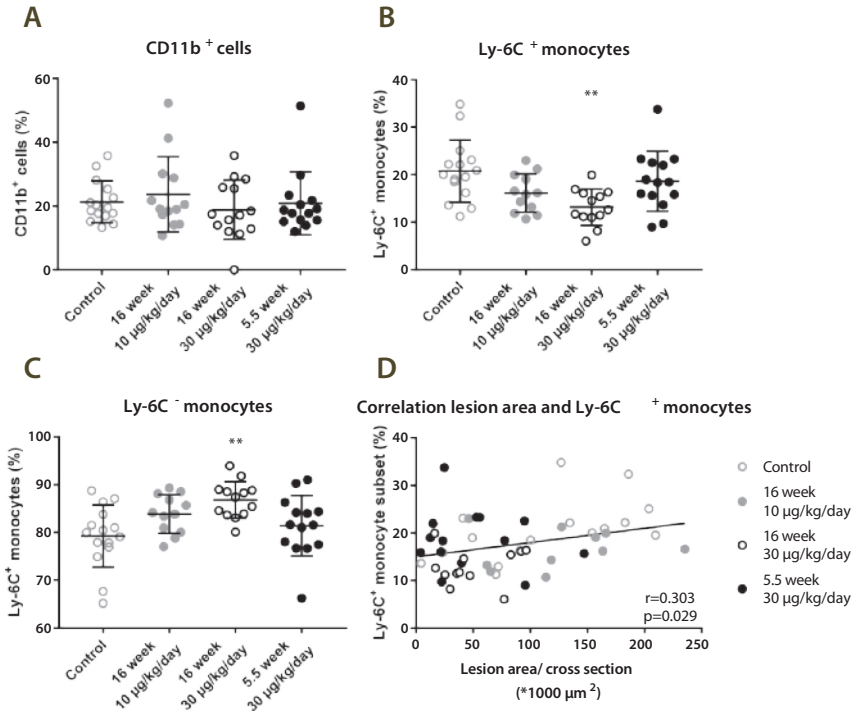 A
CD11b + cells
CD11b+ cells (%)
60
40
20
0
Control
16 week
10 µg/kg/day
16 week
30 µg/kg/day
5.5 week
30 µg/kg/day
B
Ly-6C + monocytes
Ly-6C+ monocytes (%)
40
30
20
10
0
**
Control
16 week
10 µg/kg/day
16 week
30 µg/kg/day
5.5 week
30 µg/kg/day
C
Ly-6C - monocytes
Ly-6C+ monocytes (%)
100
90
80
70
60
**
Control
16 week
10 µg/kg/day
16 week
30 µg/kg/day
5.5 week
30 µg/kg/day
D
Correlation lesion area and Ly-6C + monocytes
Ly-6C+ monocyte subset (%)
40
30
20
10
0
r=0.303
p=0.029
0 50 100 150 200 250
Lesion area/ cross section
(*1000 µm 2)
Control
16 week
10 µg/kg/day
16 week
30 µg/kg/day
5.5 week
30 µg/kg/day